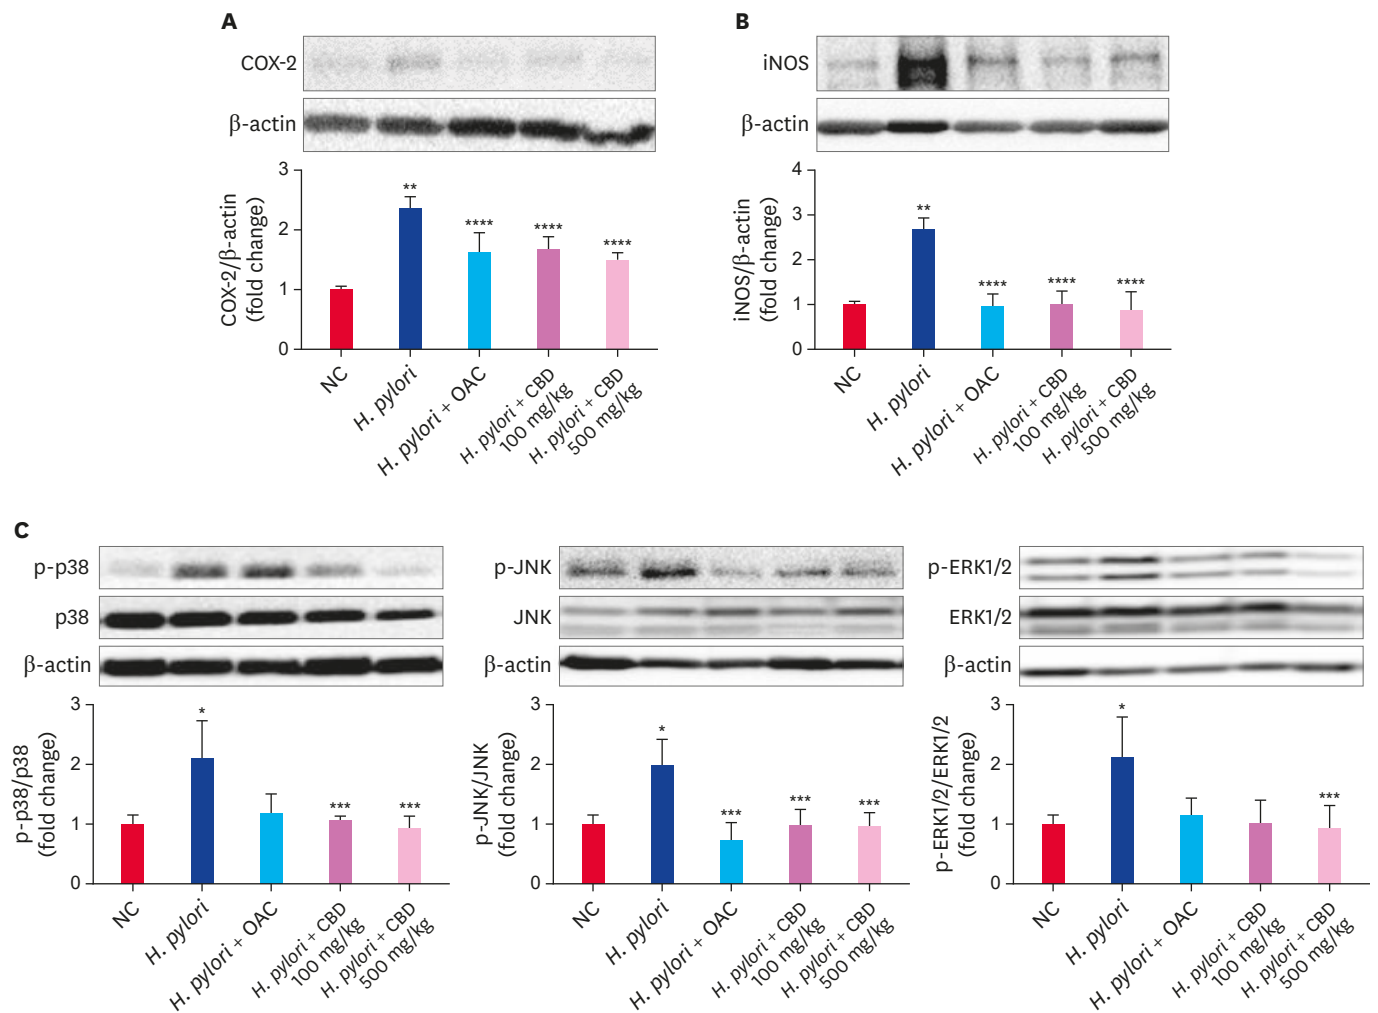 A
COX-2
β-actin
COX-2/β-actin
(fold change)
3
2
1
0
**
****
****
****
NC
H. pylori
H. pylori + OAC
H. pylori + CBD
100 mg/kg
H. pylori + CBD
500 mg/kg
B
iNOS
β-actin
iNOS/β-actin
(fold change)
4
3
2
1
0
**
****
****
****
NC
H. pylori
H. pylori + OAC
H. pylori + CBD
100 mg/kg
H. pylori + CBD
500 mg/kg
C
p-p38
p38
β-actin
p-p38/p38
(fold change)
3
2
1
0
*
***
***
NC
H. pylori
H. pylori + OAC
H. pylori + CBD
100 mg/kg
H. pylori + CBD
500 mg/kg
p-JNK
JNK
β-actin
p-JNK/JNK
(fold change)
3
2
1
0
*
***
***
***
NC
H. pylori
H. pylori + OAC
H. pylori + CBD
100 mg/kg
H. pylori + CBD
500 mg/kg
p-ERK1/2
ERK1/2
β-actin
p-ERK1/2/ERK1/2
(fold change)
3
2
1
0
*
***
NC
H. pylori
H. pylori + OAC
H. pylori + CBD
100 mg/kg
H. pylori + CBD
500 mg/kg